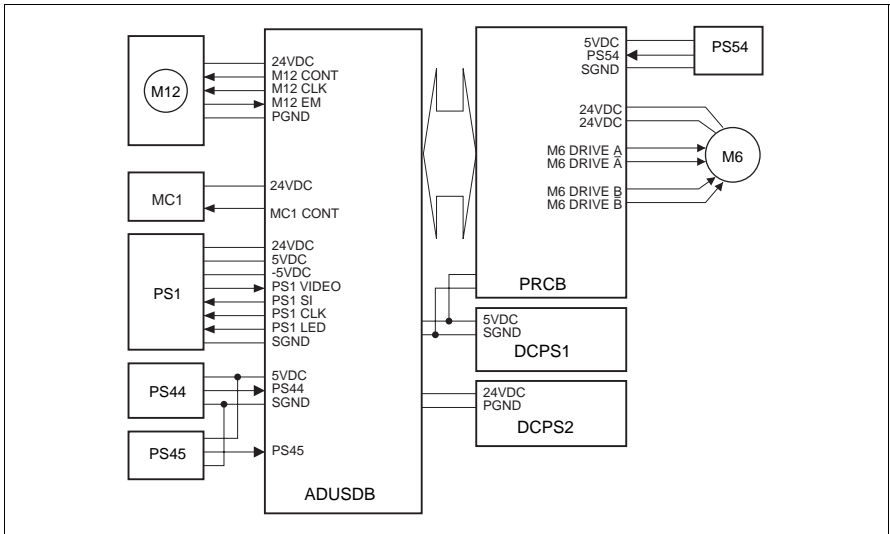 M12
24VDC
M12 CONT
M12 CLK
M12 EM
PGND
MC1
24VDC
MC1 CONT
PS1
24VDC
5VDC
-5VDC
PS1 VIDEO
PS1 SI
PS1 CLK
PS1 LED
SGND
PS44
5VDC
PS44
SGND
PS45
PS45
ADUSDB
5VDC
PS54
SGND
PS54
24VDC
24VDC
M6 DRIVE A
M6 DRIVE A̅
M6 DRIVE B
M6 DRIVE B̅
M6
PRCB
5VDC
SGND
DCPS1
24VDC
PGND
DCPS2